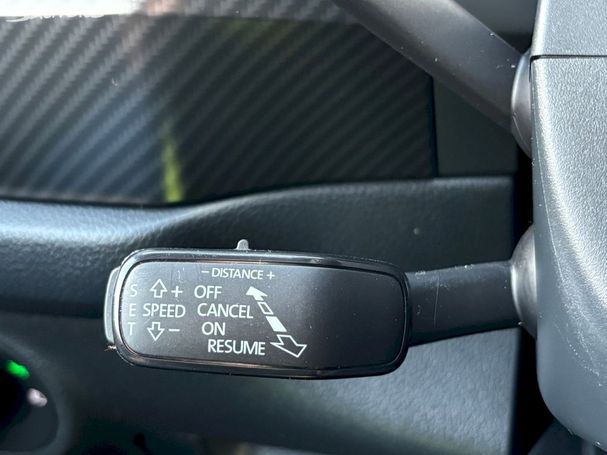 − DISTANCE +
S + OFF
E SPEED CANCEL
T − ON
RESUME